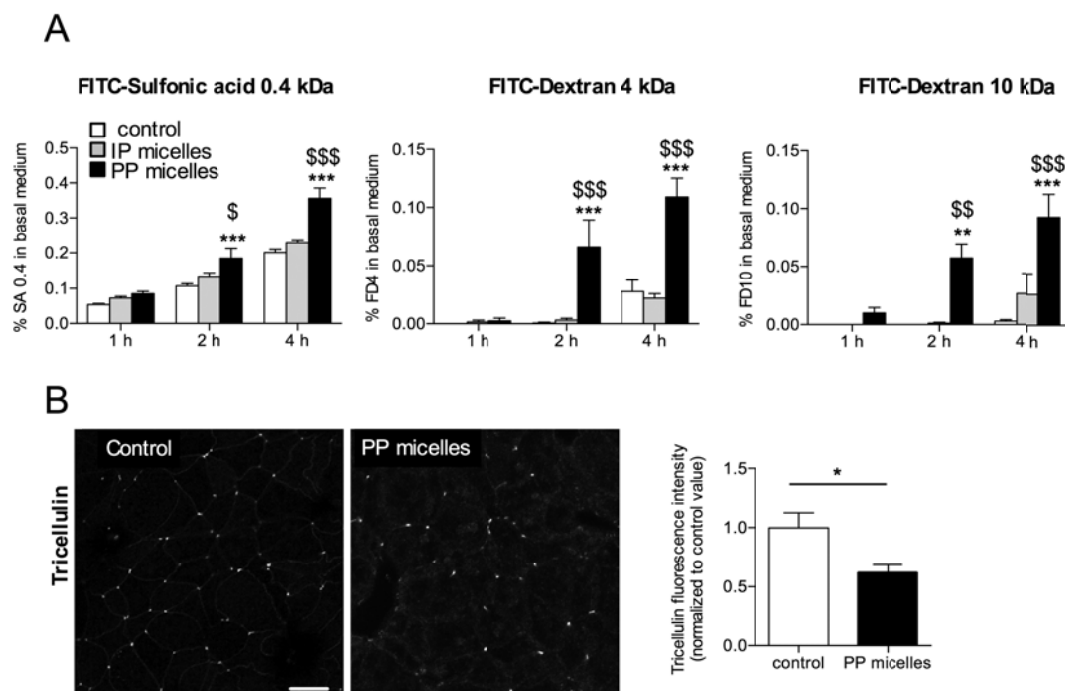 A
FITC-Sulfonic acid 0.4 kDa
control
IP micelles
PP micelles
% SA 0.4 in basal medium
0.5
0.4
0.3
0.2
0.1
0.0
$
***
$$$
***
1 h
2 h
4 h
FITC-Dextran 4 kDa
% FD4 in basal medium
0.15
0.10
0.05
0.00
$$$
***
$$$
***
1 h
2 h
4 h
FITC-Dextran 10 kDa
% FD10 in basal medium
0.15
0.10
0.05
0.00
$$
**
$$$
***
1 h
2 h
4 h
B
Tricellulin
Control
PP micelles
Tricellulin fluorescence intensity
(normalized to control value)
1.5
1.0
0.5
0.0
*
control
PP micelles